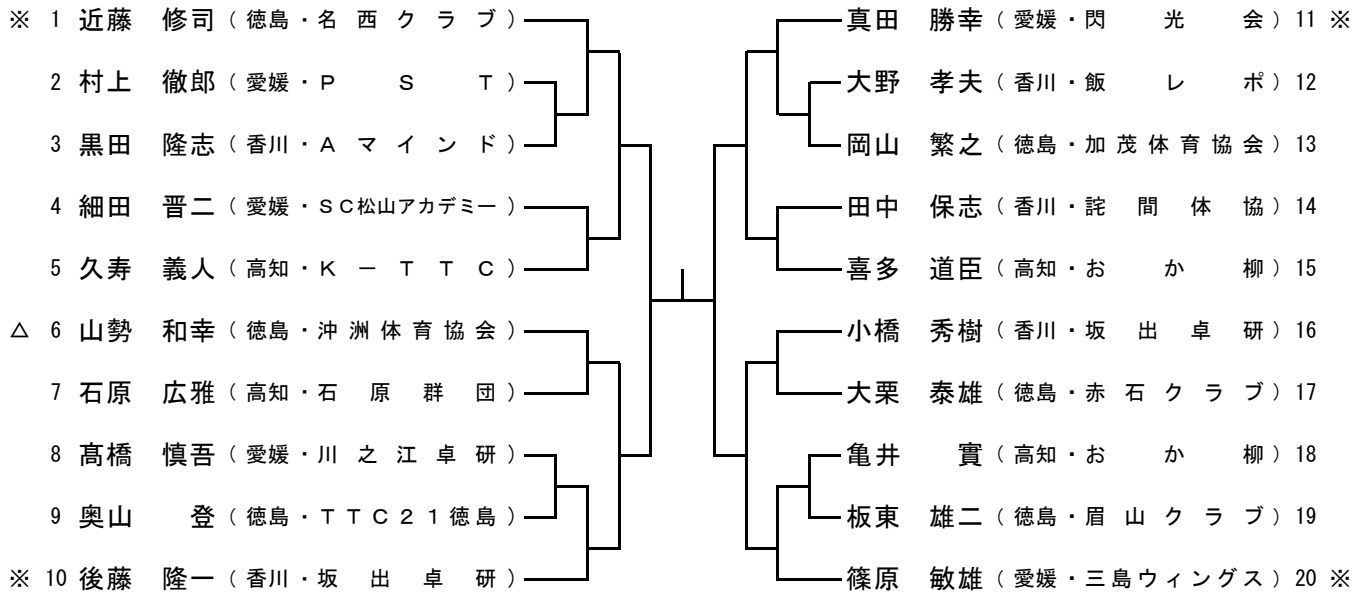 ※ 1 近藤 修司 ( 徳島 ・ 名西クラブ )
2 村上 徹郎 ( 愛媛 ・ PST )
3 黒田 隆志 ( 香川 ・ Aマインド )
4 細田 晋二 ( 愛媛 ・ SC松山アカデミー )
5 久寿 義人 ( 高知 ・ K-TTC )
△ 6 山勢 和幸 ( 徳島 ・ 沖洲体育協会 )
7 石原 広雅 ( 高知 ・ 石原群団 )
8 髙橋 慎吾 ( 愛媛 ・ 川之江卓研 )
9 奥山 登 ( 徳島 ・ TTC21徳島 )
※ 10 後藤 隆一 ( 香川 ・ 坂出卓研 )
真田 勝幸 ( 愛媛 ・ 閃光会 ) 11 ※
大野 孝夫 ( 香川 ・ 飯レポ ) 12
岡山 繁之 ( 徳島 ・ 加茂体育協会 ) 13
田中 保志 ( 香川 ・ 詫間体協 ) 14
喜多 道臣 ( 高知 ・ おか柳 ) 15
小橋 秀樹 ( 香川 ・ 坂出卓研 ) 16
大栗 泰雄 ( 徳島 ・ 赤石クラブ ) 17
亀井 實 ( 高知 ・ おか柳 ) 18
板東 雄二 ( 徳島 ・ 眉山クラブ ) 19
篠原 敏雄 ( 愛媛 ・ 三島ウィングス ) 20 ※